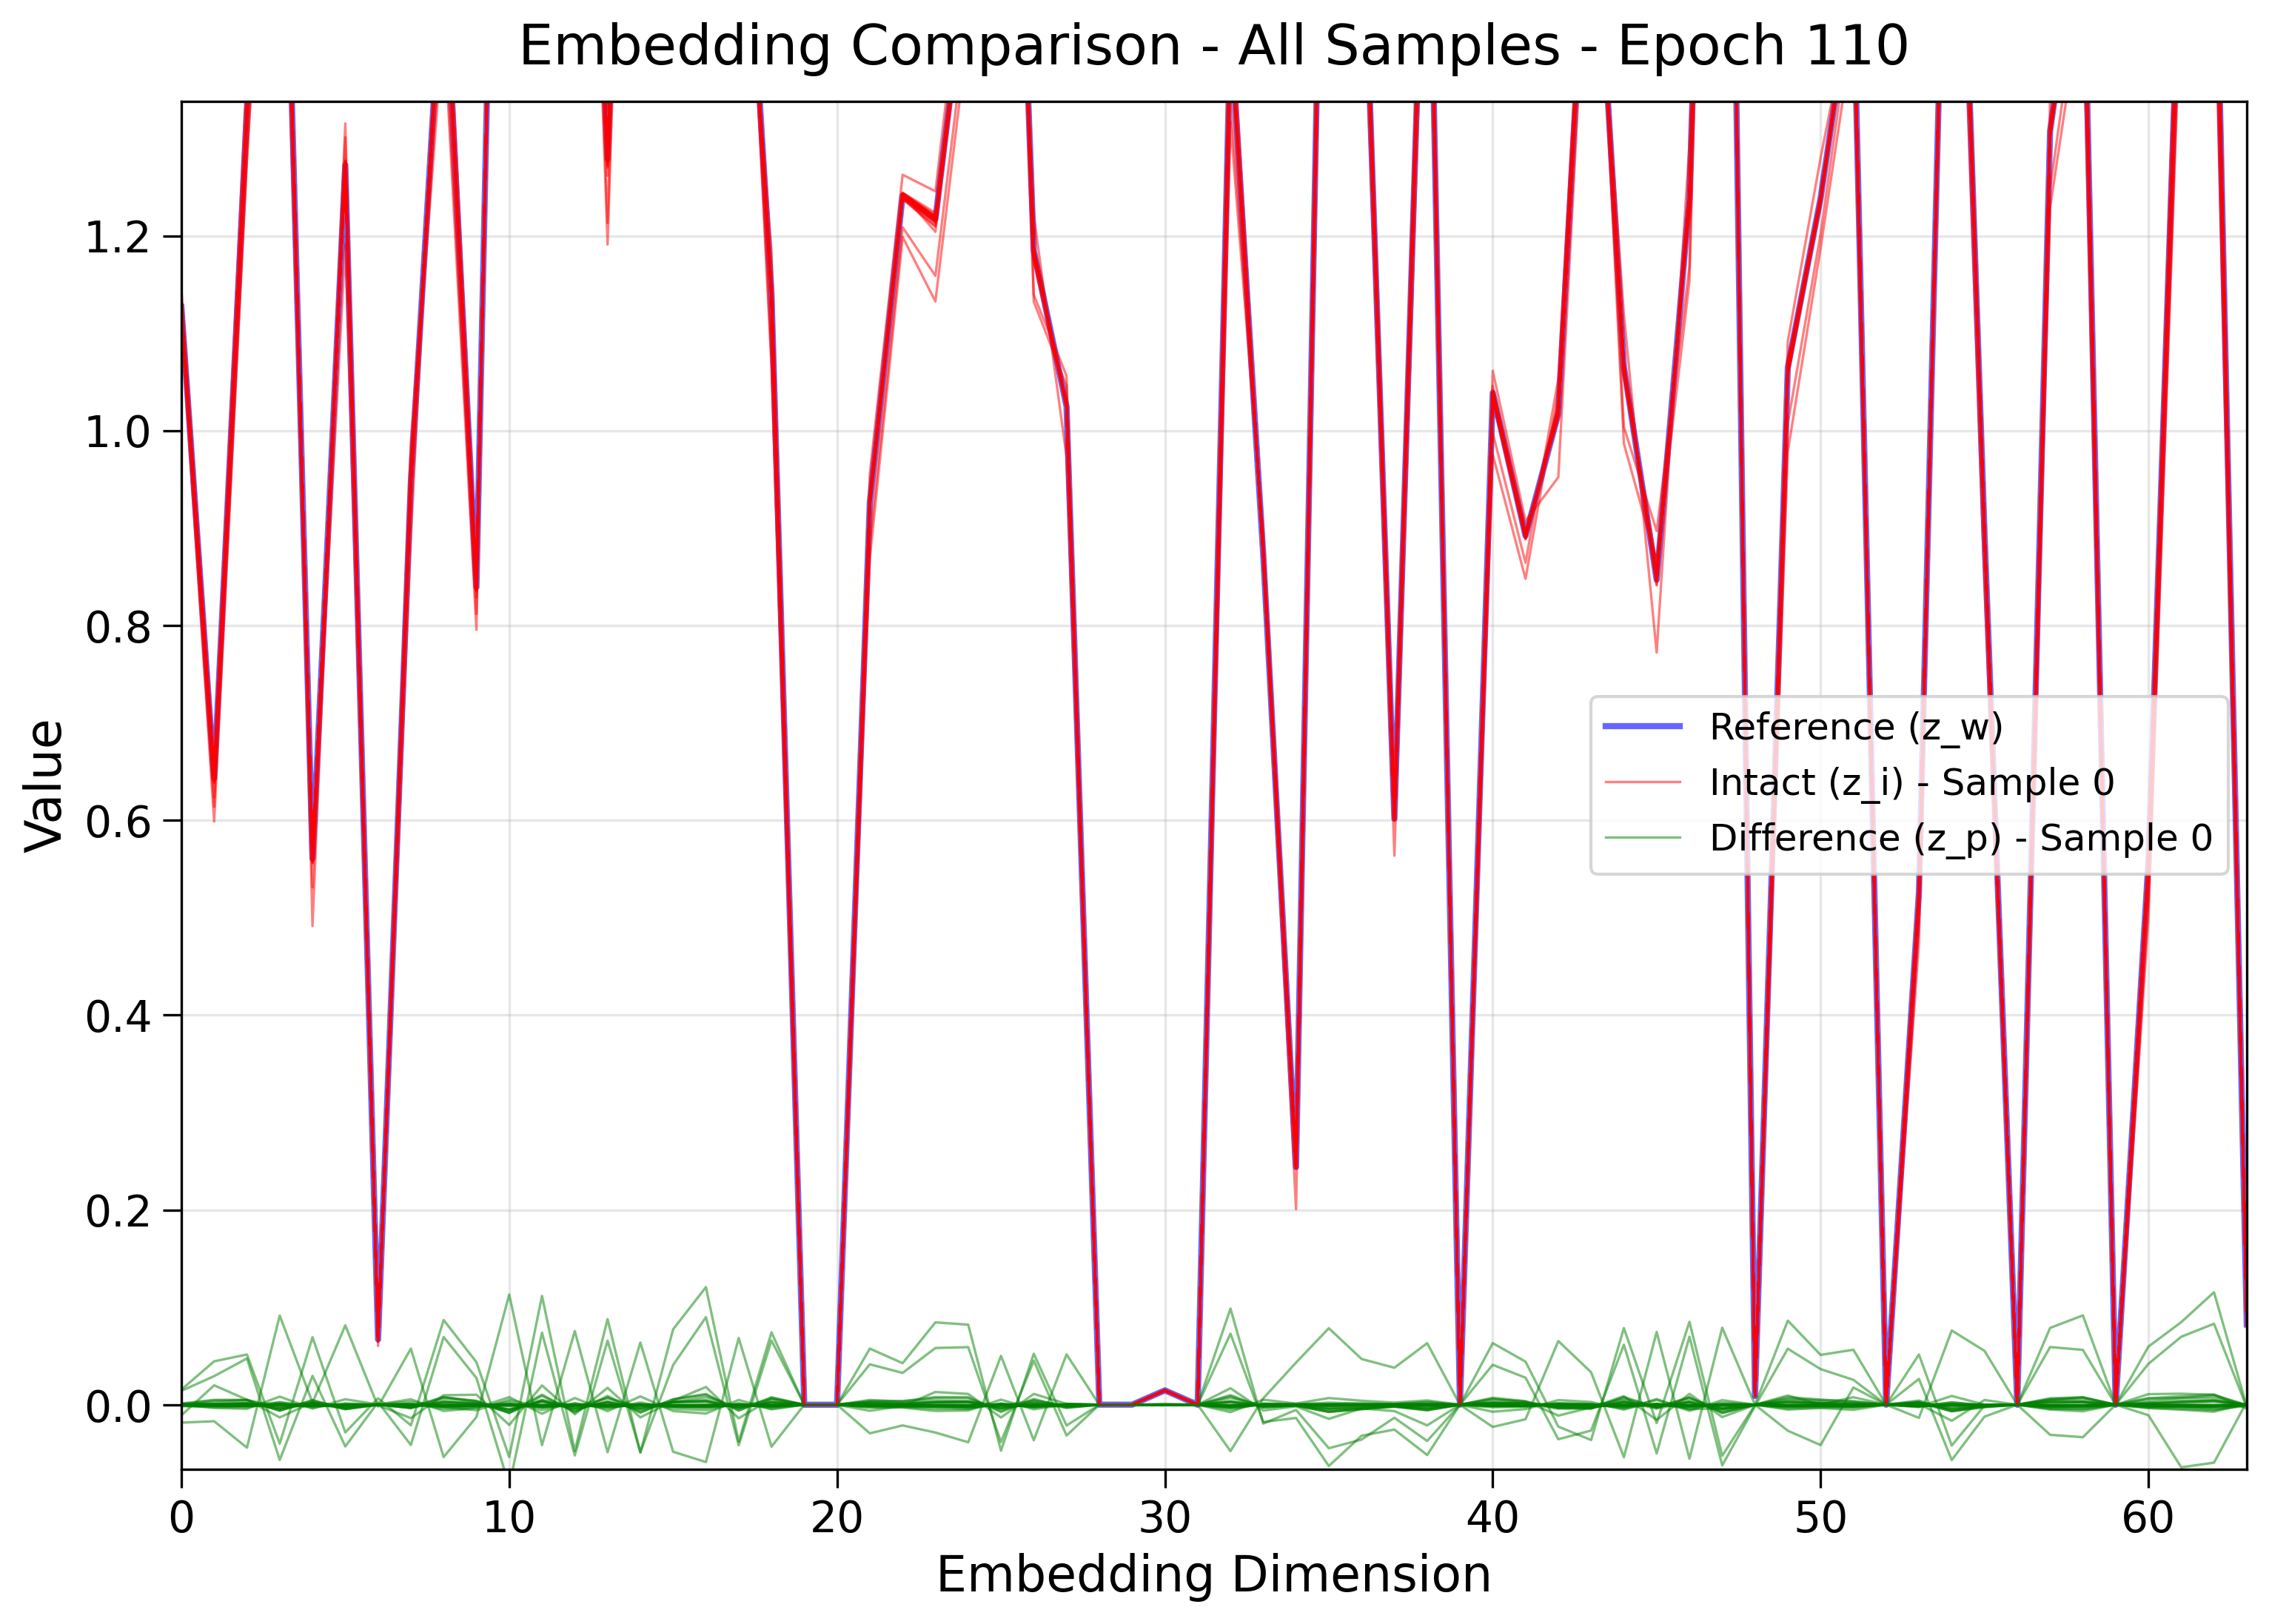 Embedding Comparison - All Samples - Epoch 110
Value
1.2
1.0
0.8
0.6
0.4
0.2
0.0
Reference (z_w)
Intact (z_i) - Sample 0
Difference (z_p) - Sample 0
0 10 20 30 40 50 60
Embedding Dimension